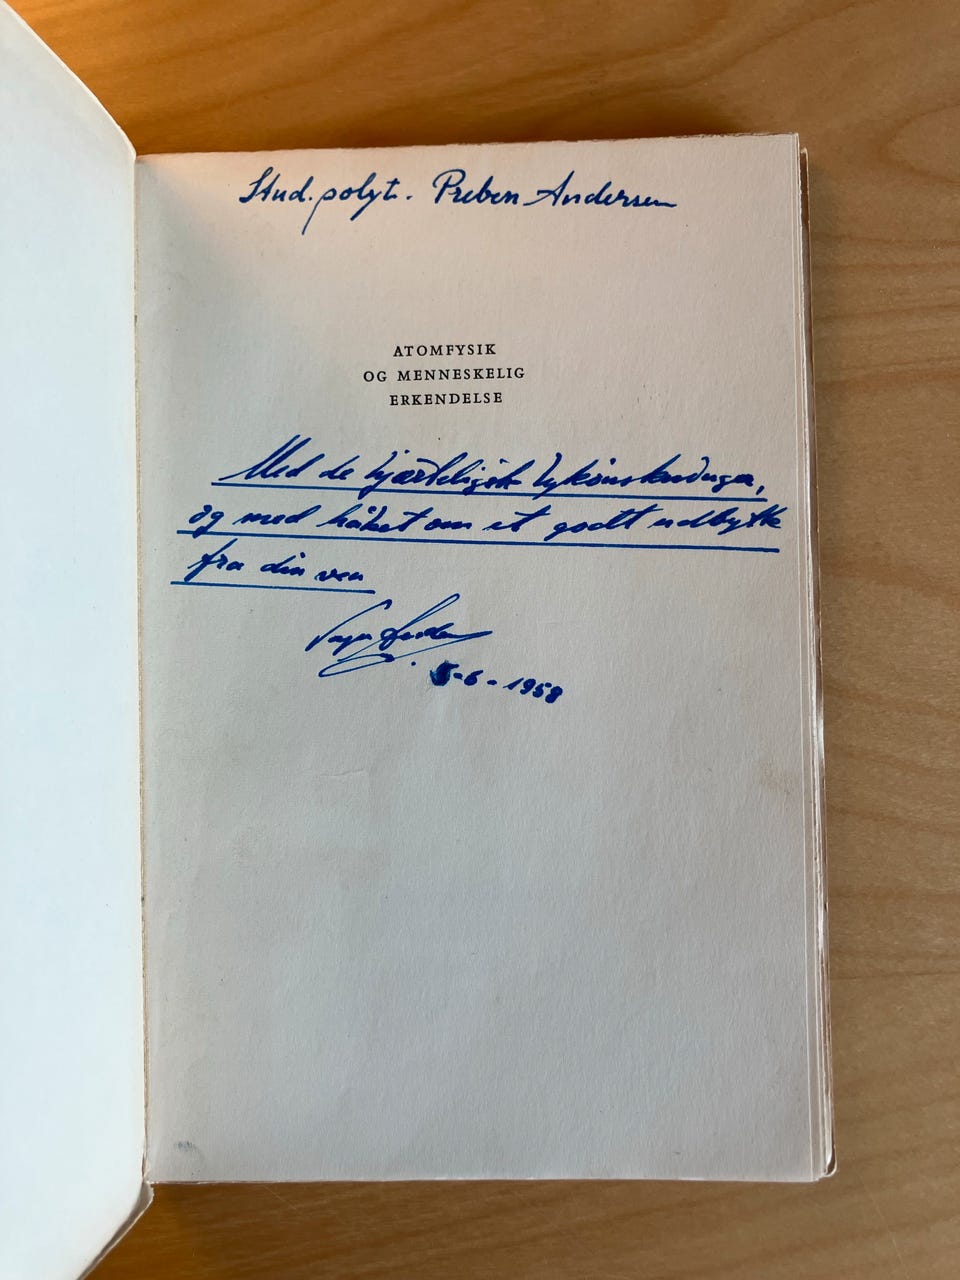 Stud. polyt. Preben Andersen
ATOMFYSIK
OG MENNESKELIG
ERKENDELSE
Med de hjærteligste lykønskninger,
og med håbet om et godt udbytte
fra din ven
-6-1958